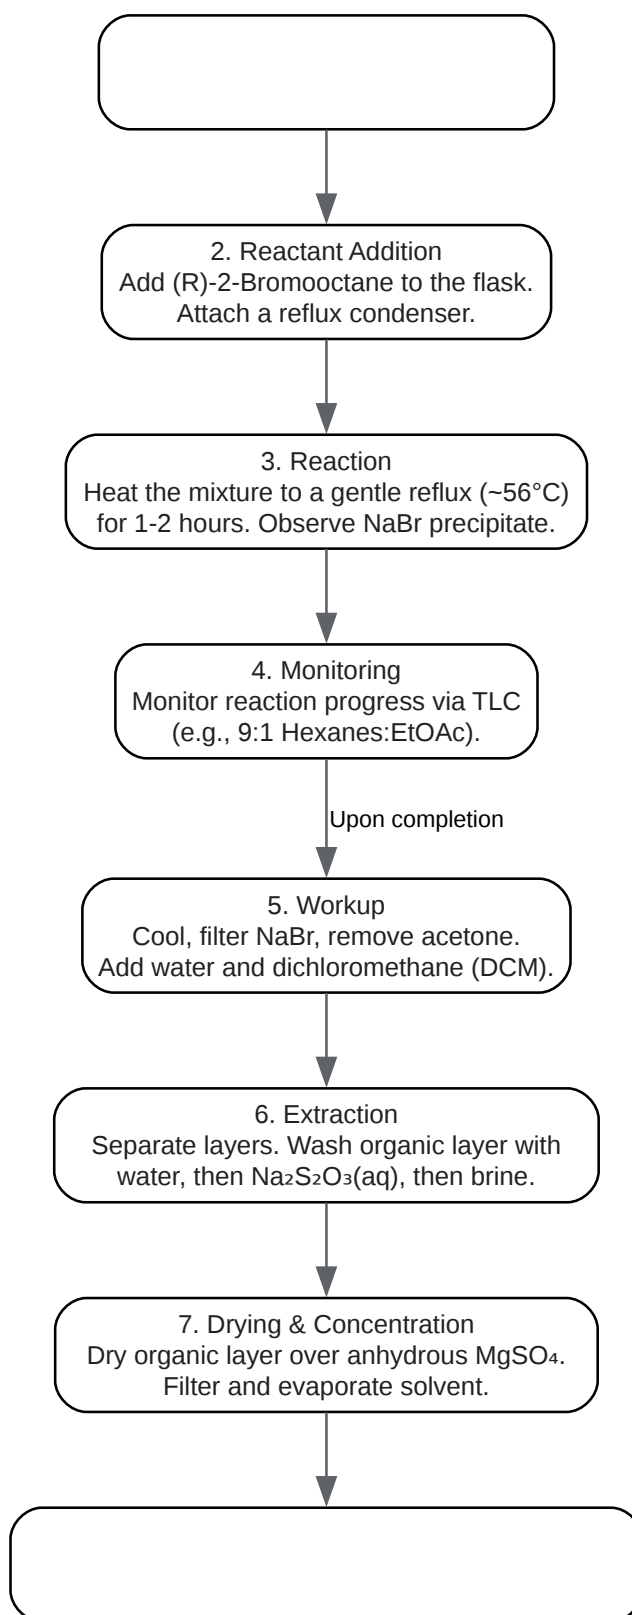 2. Reactant Addition
Add (R)-2-Bromooctane to the flask.
Attach a reflux condenser.
3. Reaction
Heat the mixture to a gentle reflux (~56°C)
for 1-2 hours. Observe NaBr precipitate.
4. Monitoring
Monitor reaction progress via TLC
(e.g., 9:1 Hexanes:EtOAc).
Upon completion
5. Workup
Cool, filter NaBr, remove acetone.
Add water and dichloromethane (DCM).
6. Extraction
Separate layers. Wash organic layer with
water, then Na₂S₂O₃(aq), then brine.
7. Drying & Concentration
Dry organic layer over anhydrous MgSO₄.
Filter and evaporate solvent.